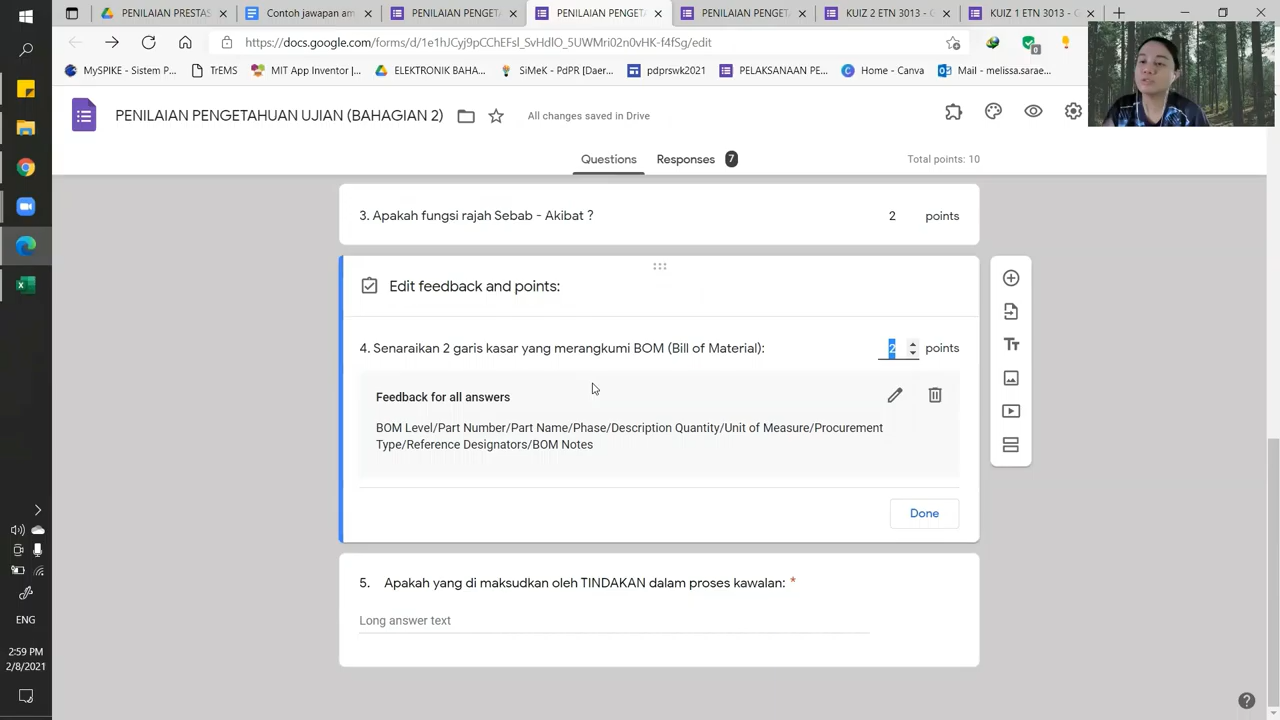 PENILAIAN PRESTAS
Contoh jawapan am
PENILAIAN PENGET
PENILAIAN PENGET
PENILAIAN PENGET
KUIZ 2 ETN 3013 -
KUIZ 1 ETN 3013 -
https://docs.google.com/forms/d/1e1hJCyj9pCChEFsI_SvHdIO_5UWMri02n0vHK-f4fSg/edit
MySPIKE - Sistem P...
TrEMS
MIT App Inventor |...
ELEKTRONIK BAHA...
SiMeK - PdPR [Daer...
pdprswk2021
PELAKSANAAN PE...
Home - Canva
Mail - melissa.sarae...
PENILAIAN PENGETAHUAN UJIAN (BAHAGIAN 2)
All changes saved in Drive
Questions
Responses 7
Total points: 10
3. Apakah fungsi rajah Sebab - Akibat ?
2 points
Edit feedback and points:
4. Senaraikan 2 garis kasar yang merangkumi BOM (Bill of Material):
2 points
Feedback for all answers
BOM Level/Part Number/Part Name/Phase/Description Quantity/Unit of Measure/Procurement
Type/Reference Designators/BOM Notes
Done
5. Apakah yang di maksudkan oleh TINDAKAN dalam proses kawalan: *
Long answer text
ENG
2:59 PM
2/8/2021